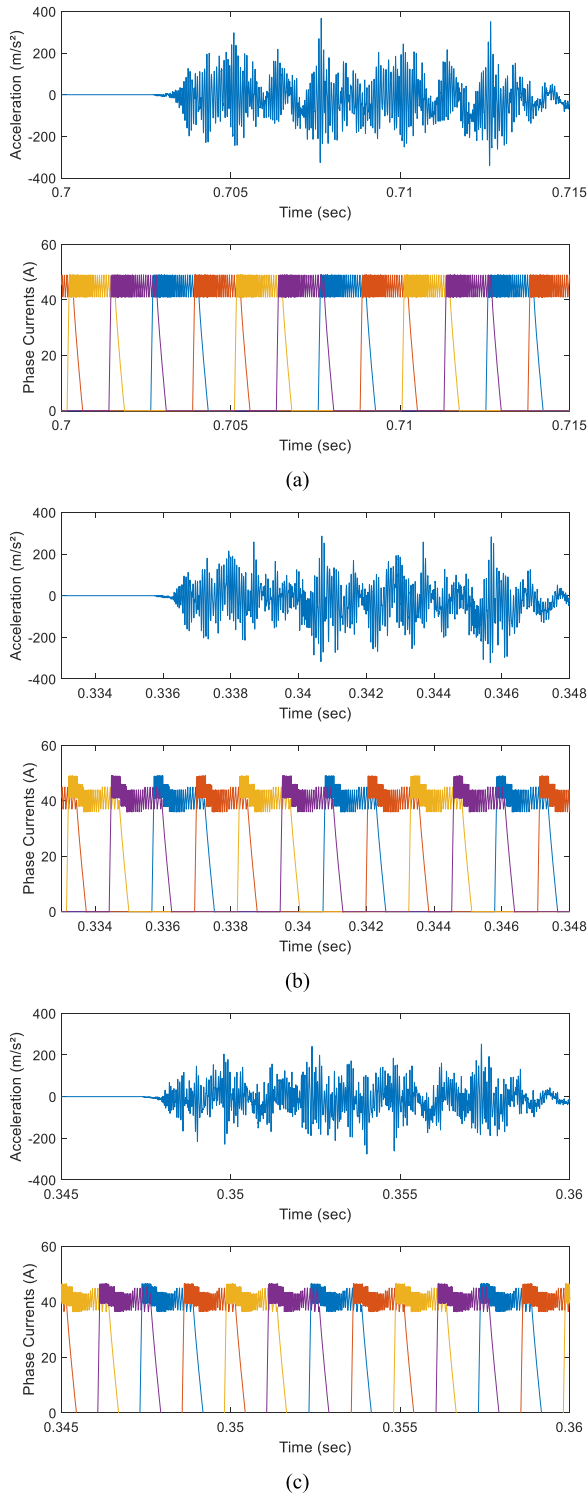 400
200
0
-200
-400
Acceleration (m/s²)
0.7 0.705 0.71 0.715
Time (sec)
60
40
20
0
Phase Currents (A)
0.7 0.705 0.71 0.715
Time (sec)
(a)
400
200
0
-200
-400
Acceleration (m/s²)
0.334 0.336 0.338 0.34 0.342 0.344 0.346 0.348
Time (sec)
60
40
20
0
Phase Currents (A)
0.334 0.336 0.338 0.34 0.342 0.344 0.346 0.348
Time (sec)
(b)
400
200
0
-200
-400
Acceleration (m/s²)
0.345 0.35 0.355 0.36
Time (sec)
60
40
20
0
Phase Currents (A)
0.345 0.35 0.355 0.36
Time (sec)
(c)